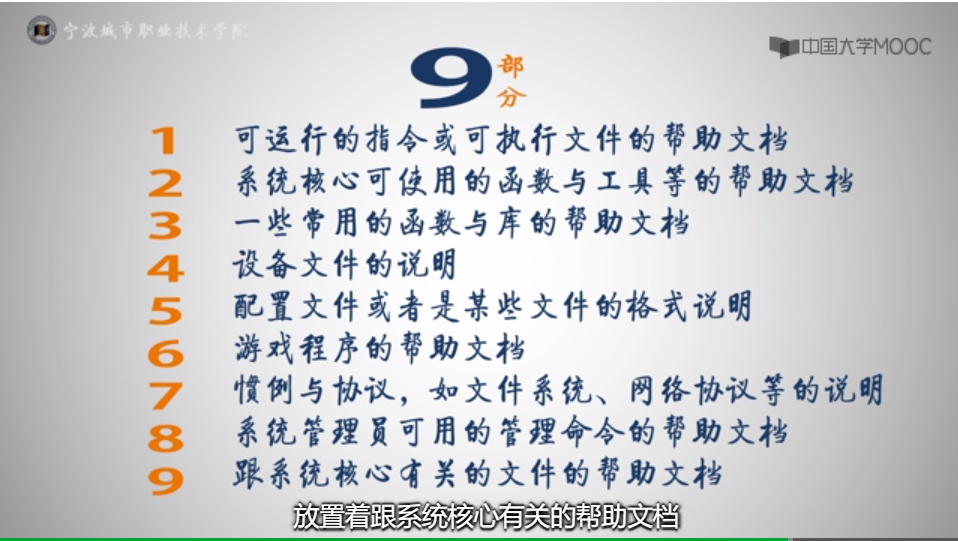 宁波城市职业技术学院
中国大学MOOC
9部分
1 可运行的指令或可执行文件的帮助文档
2 系统核心可使用的函数与工具等的帮助文档
3 一些常用的函数与库的帮助文档
4 设备文件的说明
5 配置文件或者是某些文件的格式说明
6 游戏程序的帮助文档
7 惯例与协议，如文件系统、网络协议等的说明
8 系统管理员可用的管理命令的帮助文档
9 跟系统核心有关的文件的帮助文档
放置着跟系统核心有关的帮助文档